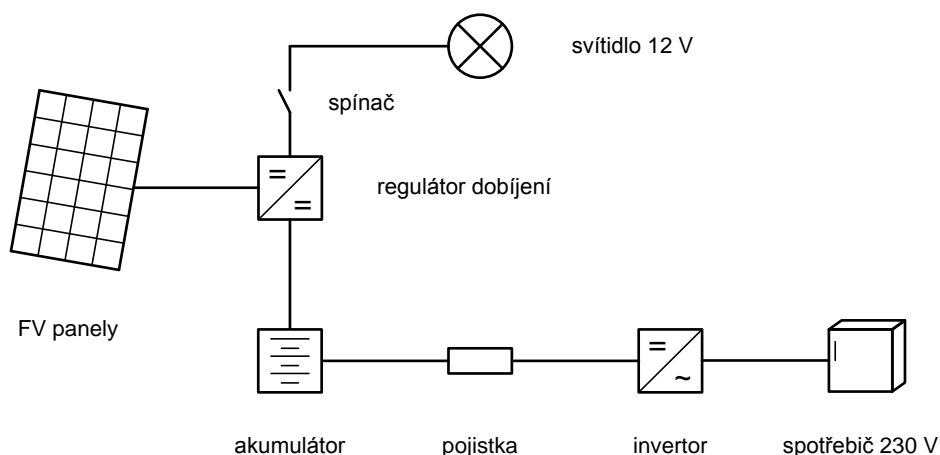 svítidlo 12 V
spínač
regulátor dobíjení
FV panely
akumulátor
pojistka
invertor
spotřebič 230 V